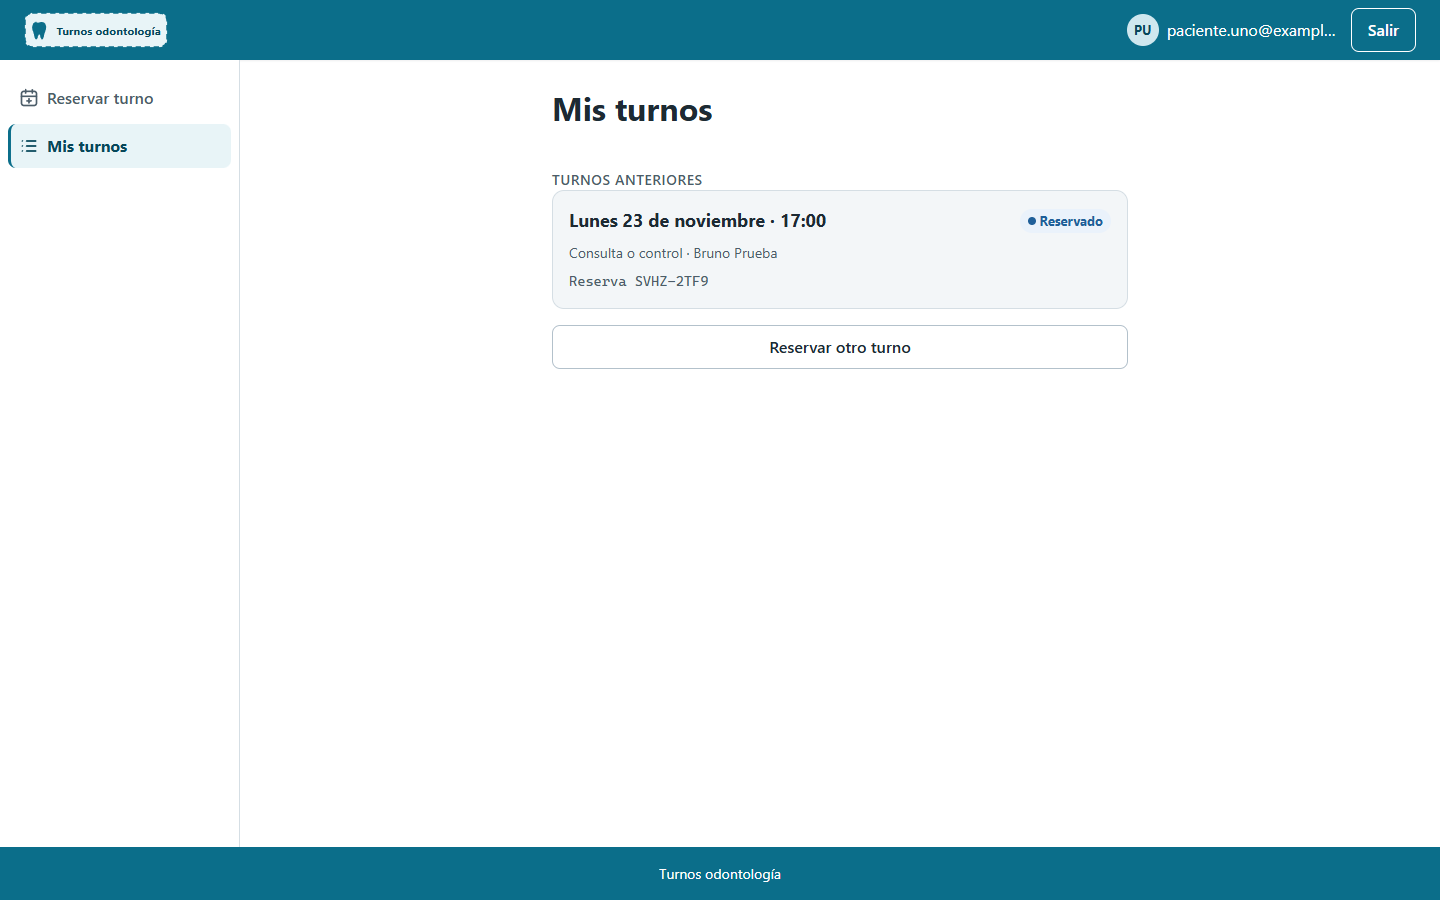 Turnos odontología
PU
paciente.uno@exampl...
Salir
Reservar turno
Mis turnos
Mis turnos
TURNOS ANTERIORES
Lunes 23 de noviembre · 17:00
Reservado
Consulta o control · Bruno Prueba
Reserva SVHZ-2TF9
Reservar otro turno
Turnos odontología